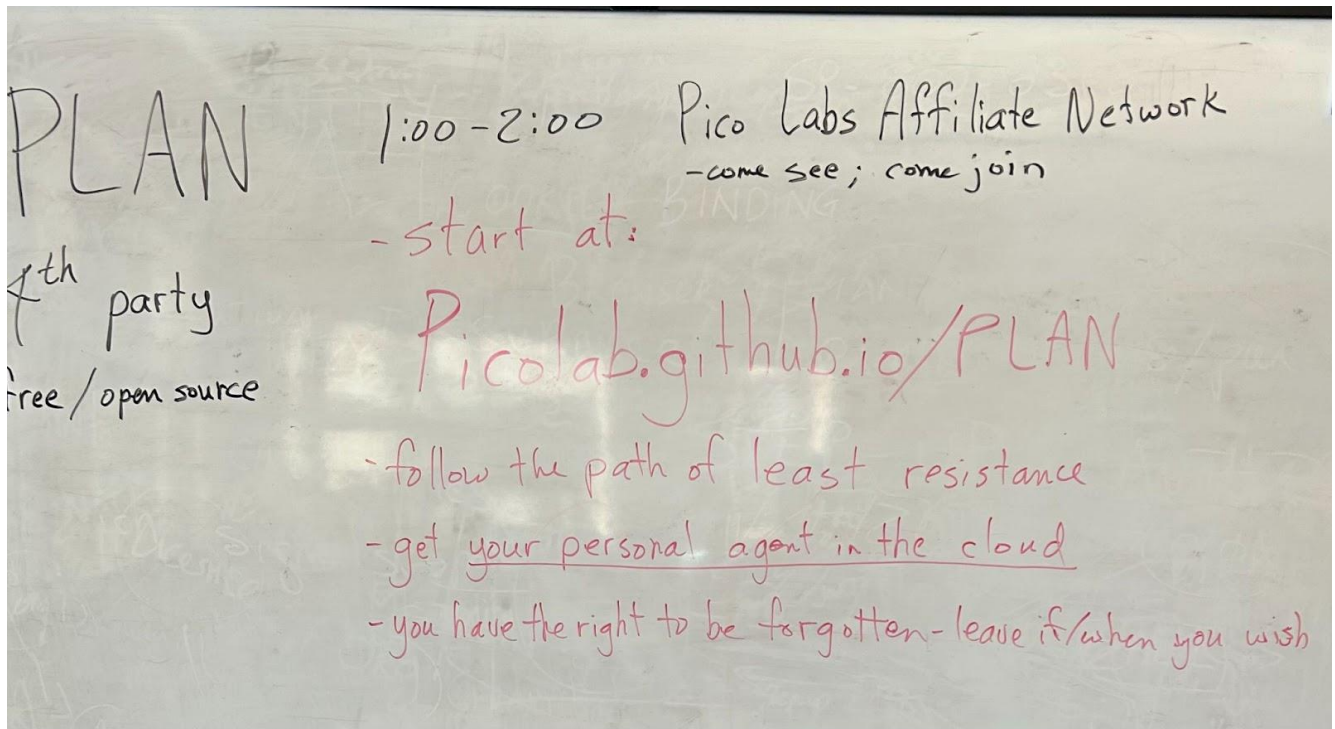 PLAN
4th party
free/open source
1:00-2:00 Pico Labs Affiliate Network
-come see; come join
-start at:
Picolab.github.io/PLAN
-follow the path of least resistance
-get your personal agent in the cloud
-you have the right to be forgotten-leave if/when you wish
BINDING